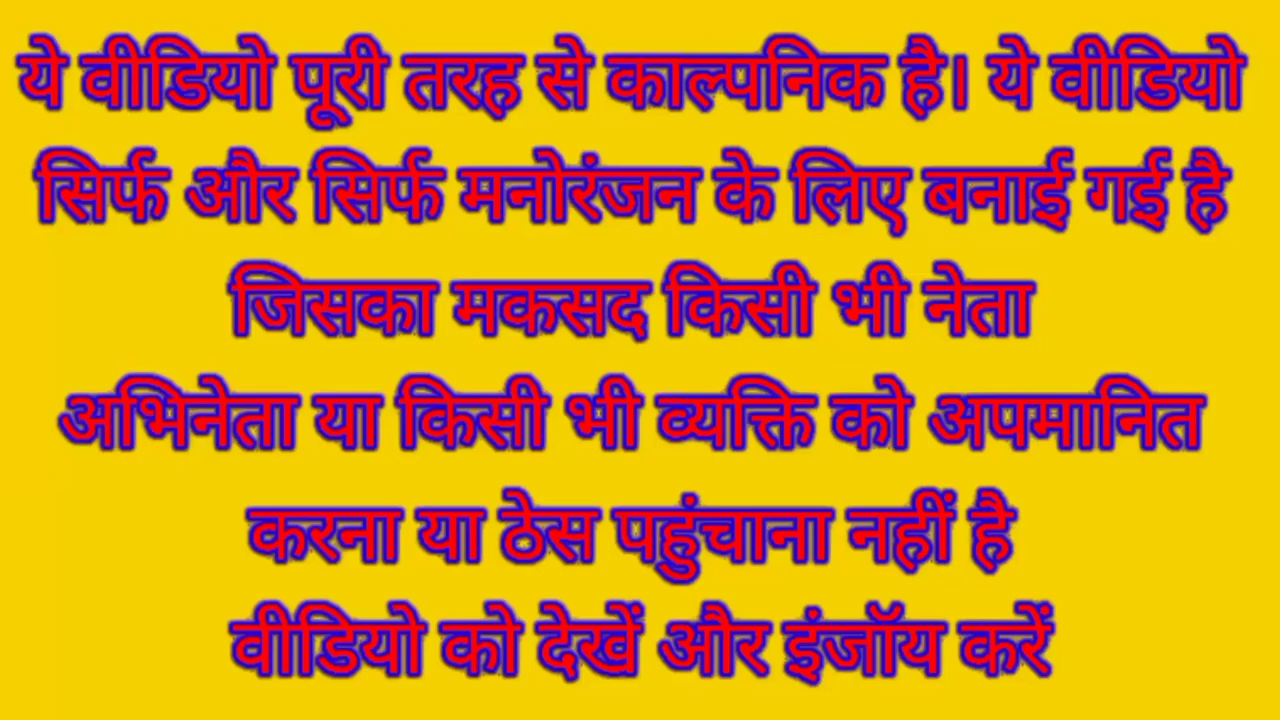 ये वीडियो पूरी तरह से काल्पनिक है। ये वीडियो
सिर्फ और सिर्फ मनोरंजन के लिए बनाई गई है
जिसका मकसद किसी भी नेता
अभिनेता या किसी भी व्यक्ति को अपमानित
करना या ठेस पहुंचाना नहीं है
वीडियो को देखें और इंजॉय करें